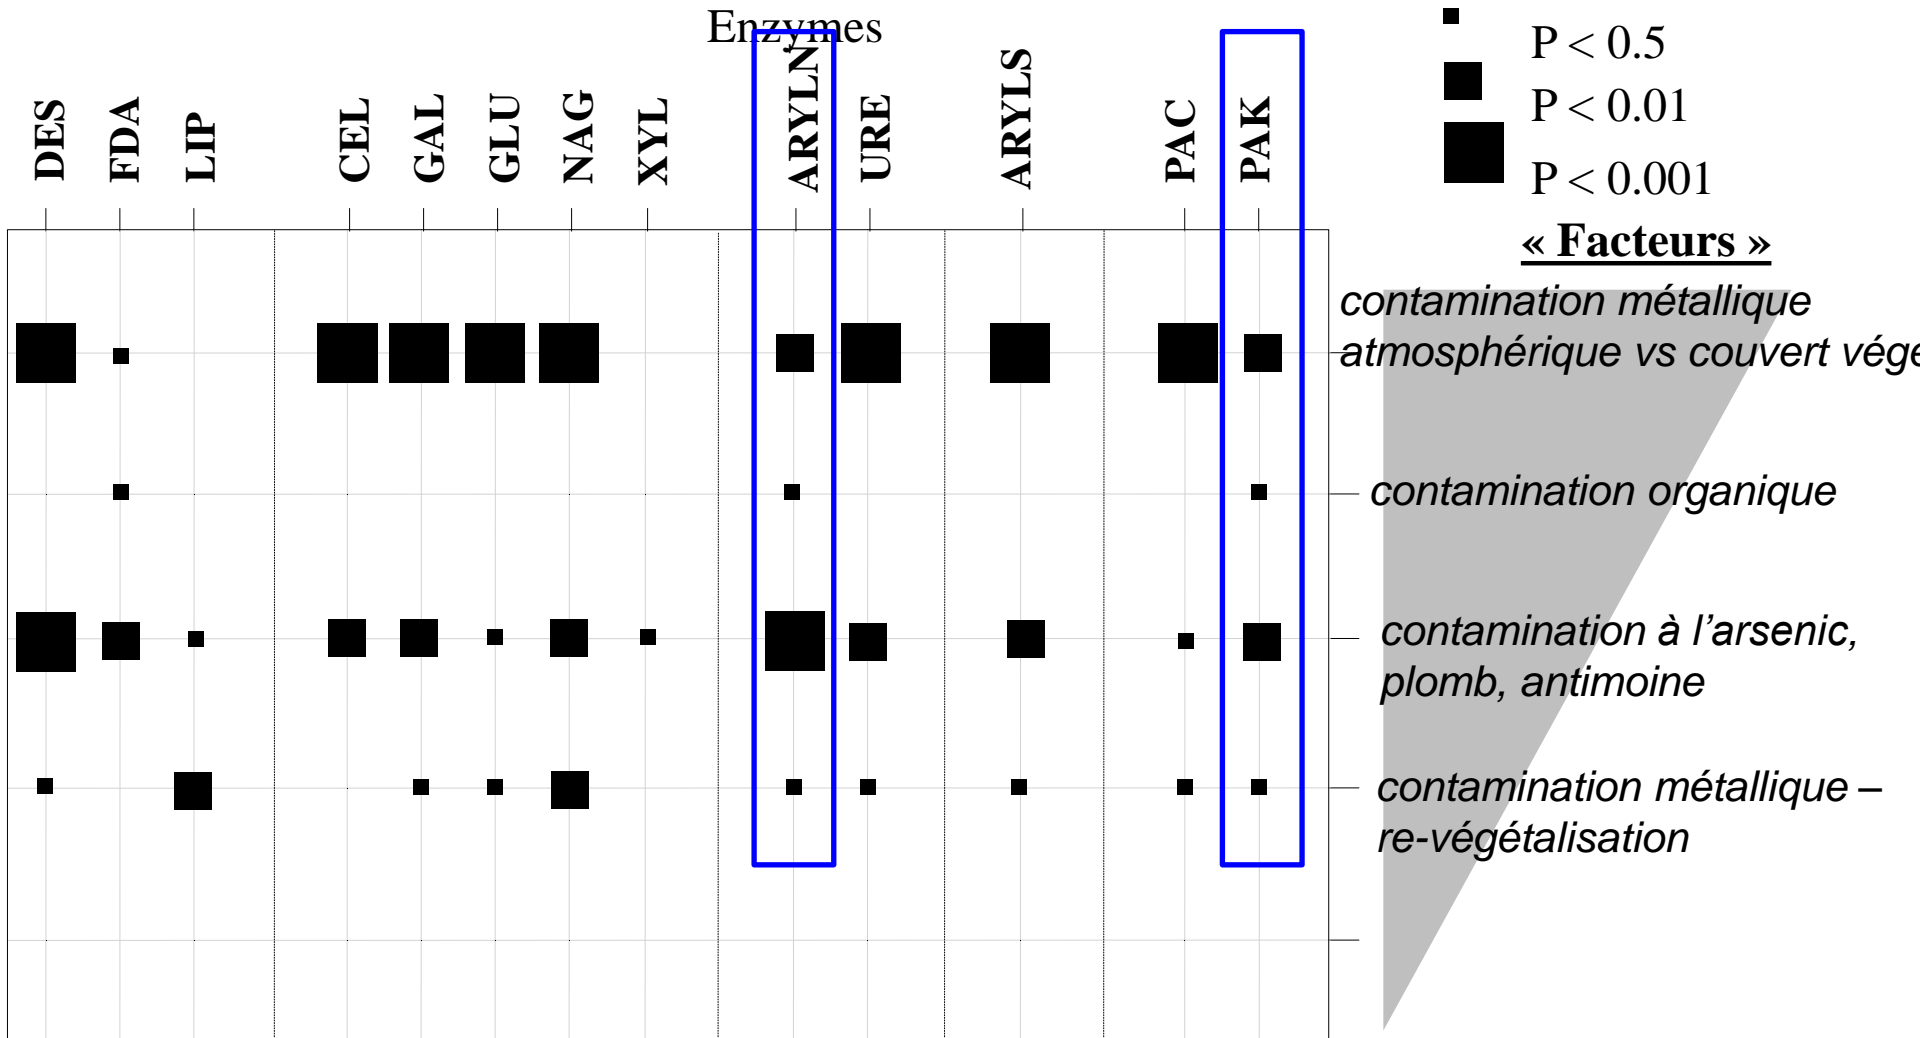 Enzymes
DES
FDA
LIP
CEL
GAL
GLU
NAG
XYL
ARYLN
URE
ARYLS
PAC
PAK
P < 0.5
P < 0.01
P < 0.001
« Facteurs »
contamination métallique
atmosphérique vs couvert végé
contamination organique
contamination à l’arsenic,
plomb, antimoine
contamination métallique –
re-végétalisation